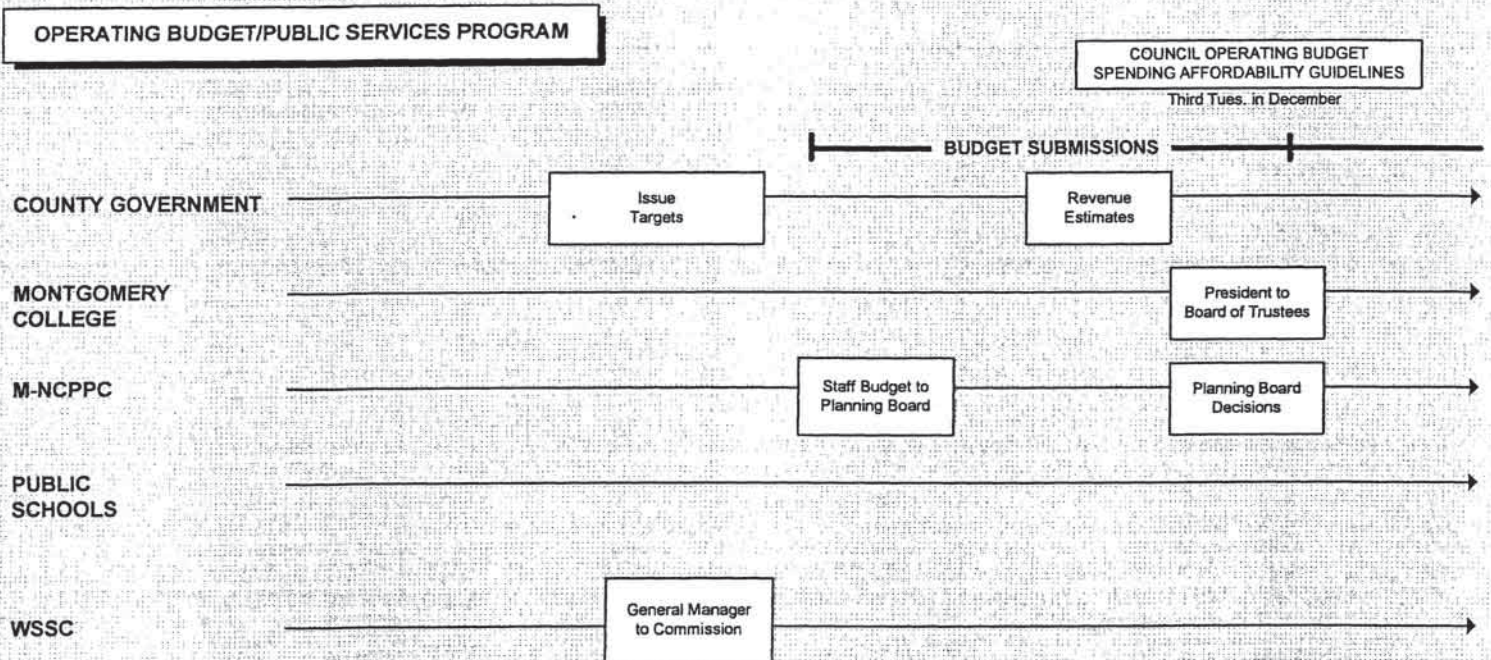 OPERATING BUDGET/PUBLIC SERVICES PROGRAM
COUNCIL OPERATING BUDGET
SPENDING AFFORDABILITY GUIDELINES
Third Tues. in December
BUDGET SUBMISSIONS
COUNTY GOVERNMENT
Issue
Targets
Revenue
Estimates
MONTGOMERY
COLLEGE
President to
Board of Trustees
M-NCPPC
Staff Budget to
Planning Board
Planning Board
Decisions
PUBLIC
SCHOOLS
WSSC
General Manager
to Commission